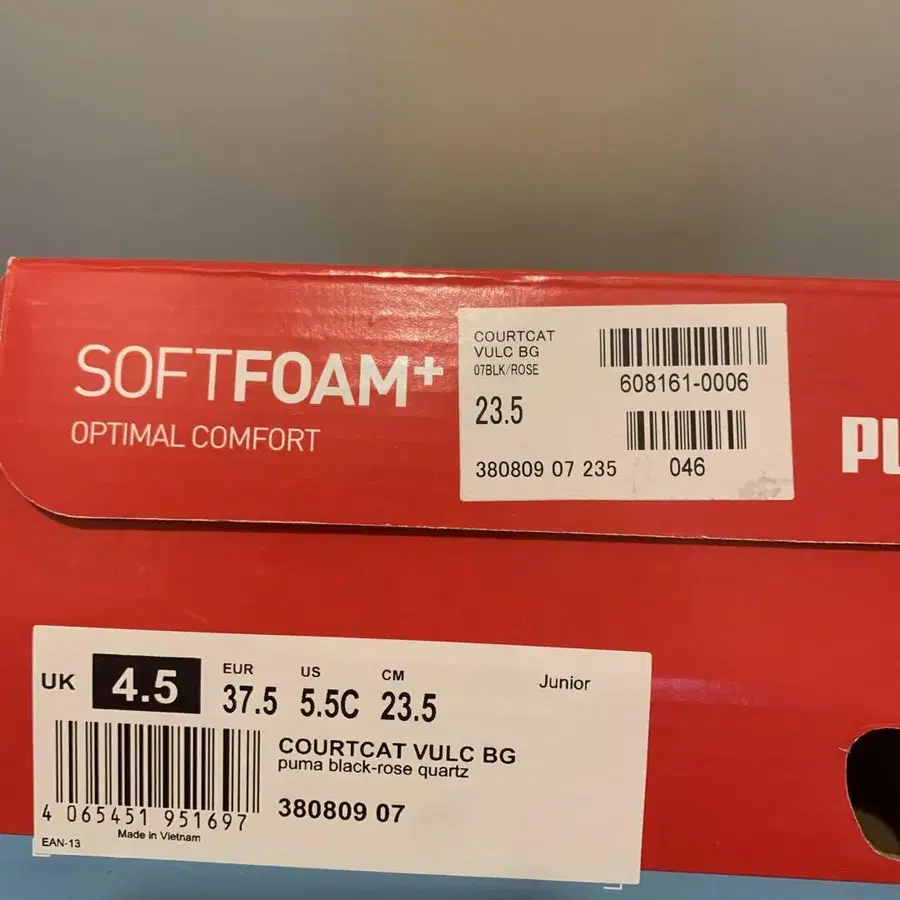 SOFTFOAM+
OPTIMAL COMFORT
COURTCAT
VULC BG
07BLK/ROSE
23.5
380809 07 235
608161-0006
046
PU
UK 4.5
EUR 37.5
US 5.5C
CM 23.5
Junior
COURTCAT VULC BG
puma black-rose quartz
380809 07
4 065451 951697
Made in Vietnam
EAN-13